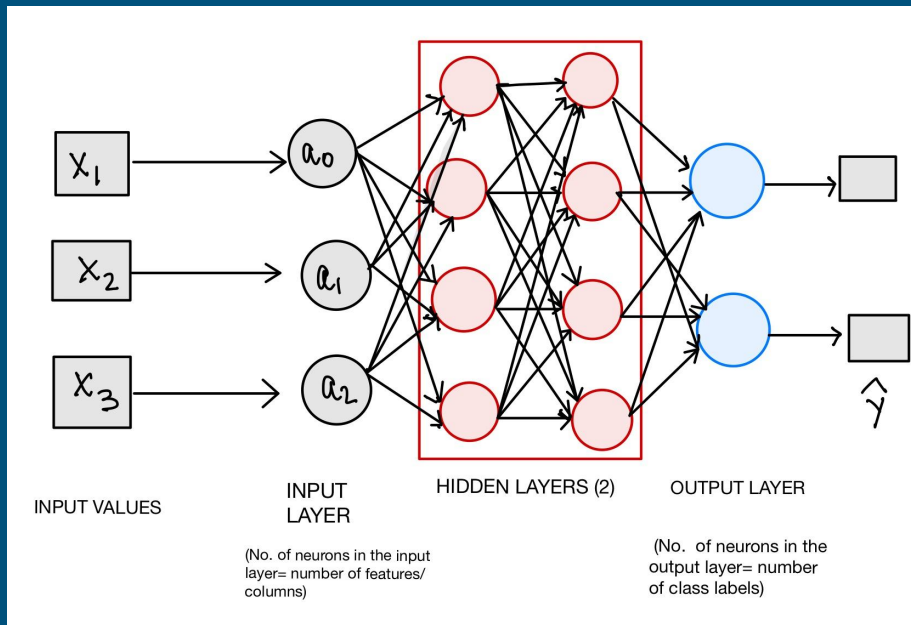 X1
X2
X3
a0
a1
a2
ŷ
INPUT VALUES
INPUT
LAYER
(No. of neurons in the input
layer= number of features/
columns)
HIDDEN LAYERS (2)
OUTPUT LAYER
(No. of neurons in the
output layer= number
of class labels)